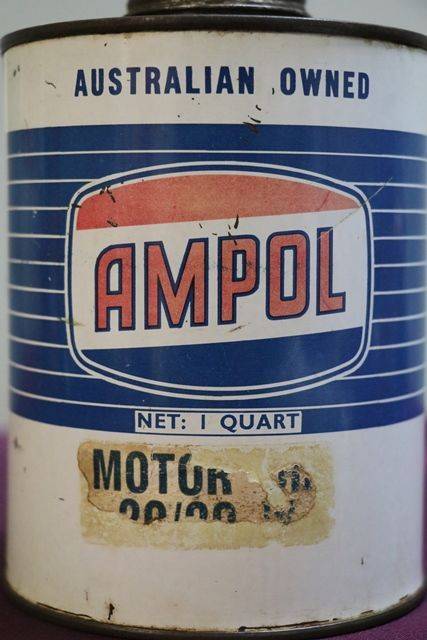 AUSTRALIAN OWNED
AMPOL
NET: 1 QUART
MOTOR